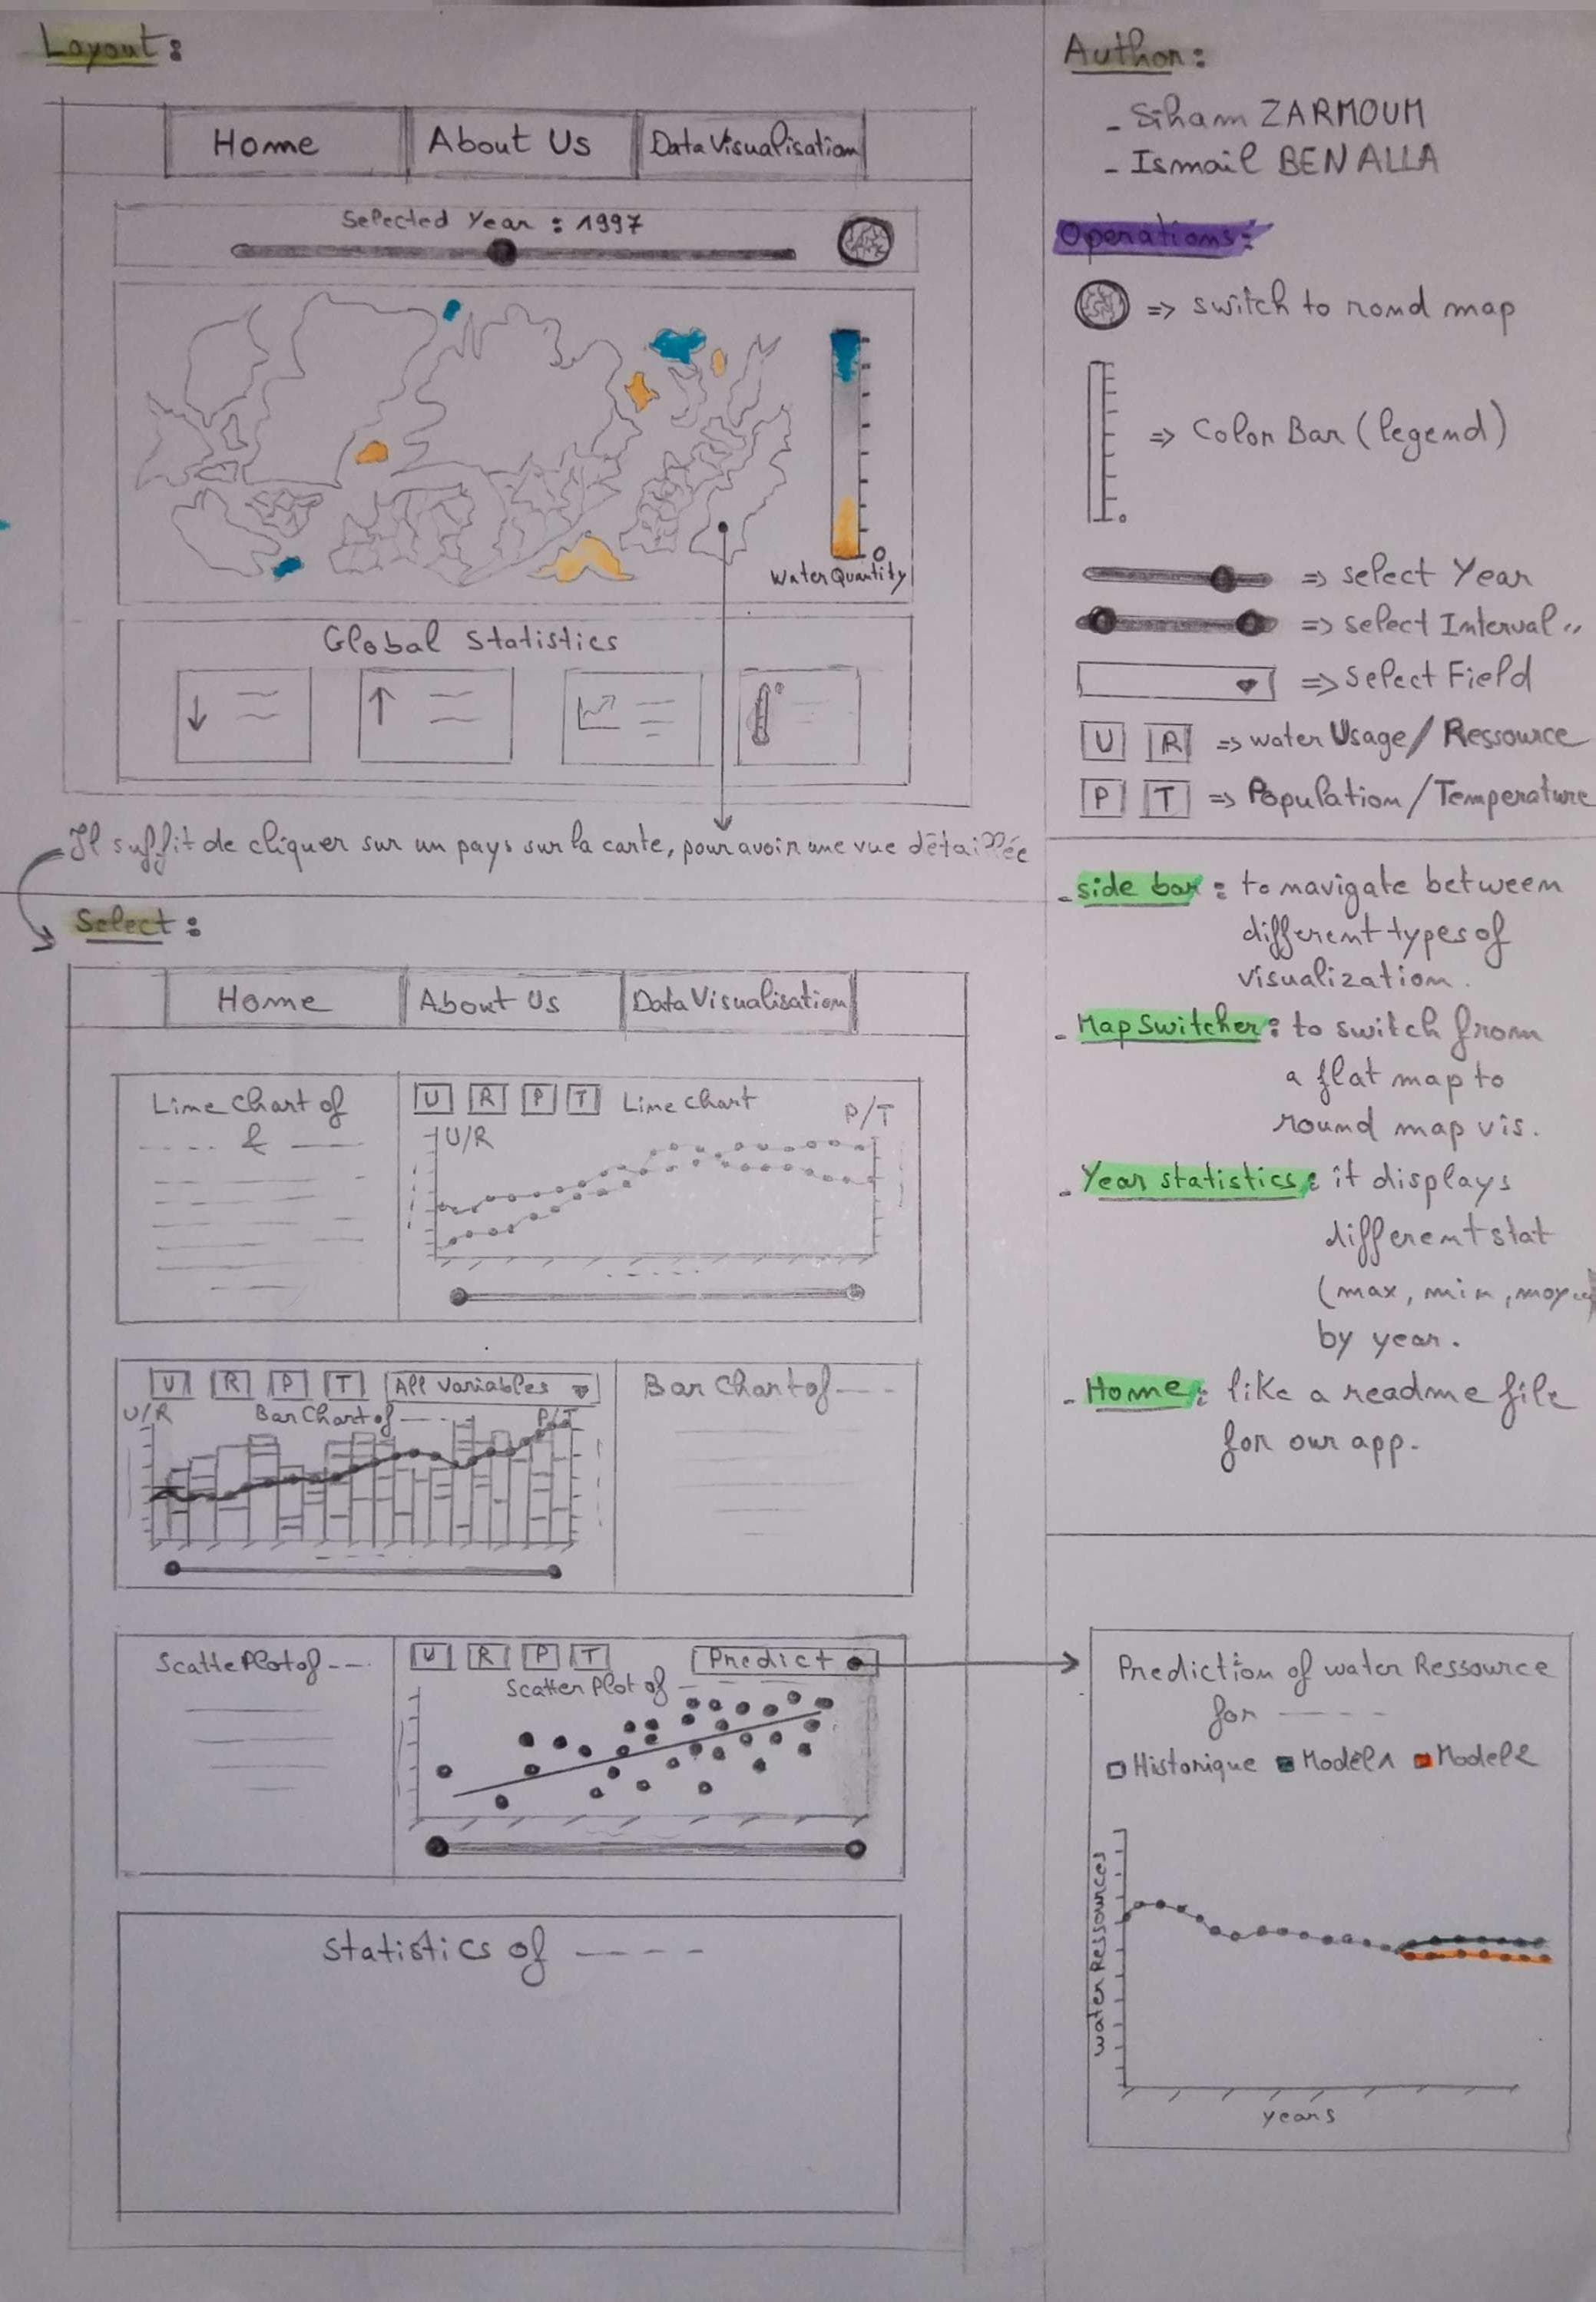 Layout :
Home
About Us
Data Visualisation
Selected Year : 1997
0
Water Quantity
Global Statistics
Il suffit de cliquer sur un pays sur la carte, pour avoir une vue détaillée
Select :
Home
About Us
Data Visualisation
Line Chart of
---- & ----
U R P T Line chart
P/T
U/R
U R P T All variables
U/R
Bar Chart of ----
P/T
Bar Chart of ---
ScattePlot of ---
U R P T Predict
Scatter Plot of ----
Statistics of ----
Author :
- Siham ZARMOUM
- Ismail BENALLA
Operations :
=> switch to rond map
=> Color Bar (legend)
0
=> select Year
=> select Interval "
=> Select Field
U R => water Usage / Ressource
P T => Population / Temperature
- side bar : to navigate between
different types of
visualization.
- Map Switcher : to switch from
a flat map to
round map vis.
- Year statistics : it displays
different stat
(max, min, moy...
by year.
- Home : like a readme file
for our app.
Prediction of water Ressource
for ----
Historique Model1 Model2
water Ressources
years